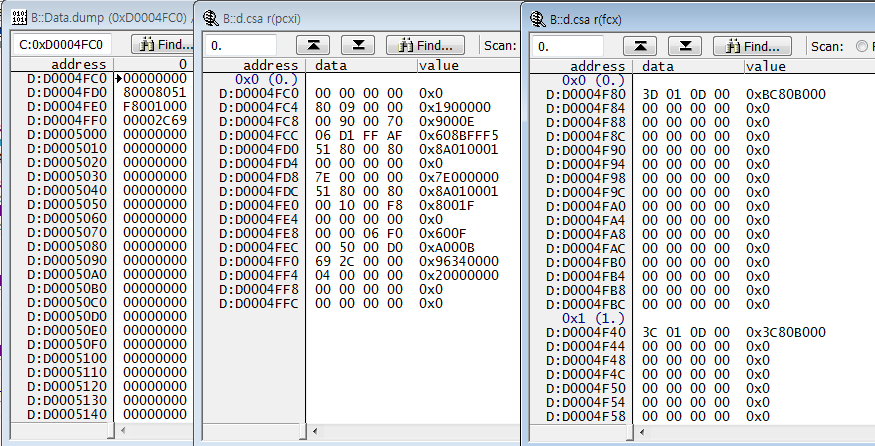 B::Data.dump (0xD0004FC0) /
C:0xD0004FC0 Find...
address 0
D:D0004FC0 00000000
D:D0004FD0 80008051
D:D0004FE0 F8001000
D:D0004FF0 00002C69
D:D0005000 00000000
D:D0005010 00000000
D:D0005020 00000000
D:D0005030 00000000
D:D0005040 00000000
D:D0005050 00000000
D:D0005060 00000000
D:D0005070 00000000
D:D0005080 00000000
D:D0005090 00000000
D:D00050A0 00000000
D:D00050B0 00000000
D:D00050C0 00000000
D:D00050D0 00000000
D:D00050E0 00000000
D:D00050F0 00000000
D:D0005100 00000000
D:D0005110 00000000
D:D0005120 00000000
D:D0005130 00000000
D:D0005140 00000000
B::d.csa r(pcxi)
0. Find... Scan:
address data value
0x0 (0.)
D:D0004FC0 00 00 00 00 0x0
D:D0004FC4 80 09 00 00 0x1900000
D:D0004FC8 00 90 00 70 0x9000E
D:D0004FCC 06 D1 FF AF 0x608BFFF5
D:D0004FD0 51 80 00 80 0x8A010001
D:D0004FD4 00 00 00 00 0x0
D:D0004FD8 7E 00 00 00 0x7E000000
D:D0004FDC 51 80 00 80 0x8A010001
D:D0004FE0 00 10 00 F8 0x8001F
D:D0004FE4 00 00 00 00 0x0
D:D0004FE8 00 00 06 F0 0x600F
D:D0004FEC 00 50 00 D0 0xA000B
D:D0004FF0 69 2C 00 00 0x96340000
D:D0004FF4 04 00 00 00 0x20000000
D:D0004FF8 00 00 00 00 0x0
D:D0004FFC 00 00 00 00 0x0
B::d.csa r(fcx)
0. Find... Scan:
address data value
0x0 (0.)
D:D0004F80 3D 01 0D 00 0xBC80B000
D:D0004F84 00 00 00 00 0x0
D:D0004F88 00 00 00 00 0x0
D:D0004F8C 00 00 00 00 0x0
D:D0004F90 00 00 00 00 0x0
D:D0004F94 00 00 00 00 0x0
D:D0004F98 00 00 00 00 0x0
D:D0004F9C 00 00 00 00 0x0
D:D0004FA0 00 00 00 00 0x0
D:D0004FA4 00 00 00 00 0x0
D:D0004FA8 00 00 00 00 0x0
D:D0004FAC 00 00 00 00 0x0
D:D0004FB0 00 00 00 00 0x0
D:D0004FB4 00 00 00 00 0x0
D:D0004FB8 00 00 00 00 0x0
D:D0004FBC 00 00 00 00 0x0
0x1 (1.)
D:D0004F40 3C 01 0D 00 0x3C80B000
D:D0004F44 00 00 00 00 0x0
D:D0004F48 00 00 00 00 0x0
D:D0004F4C 00 00 00 00 0x0
D:D0004F50 00 00 00 00 0x0
D:D0004F54 00 00 00 00 0x0
D:D0004F58 00 00 00 00 0x0